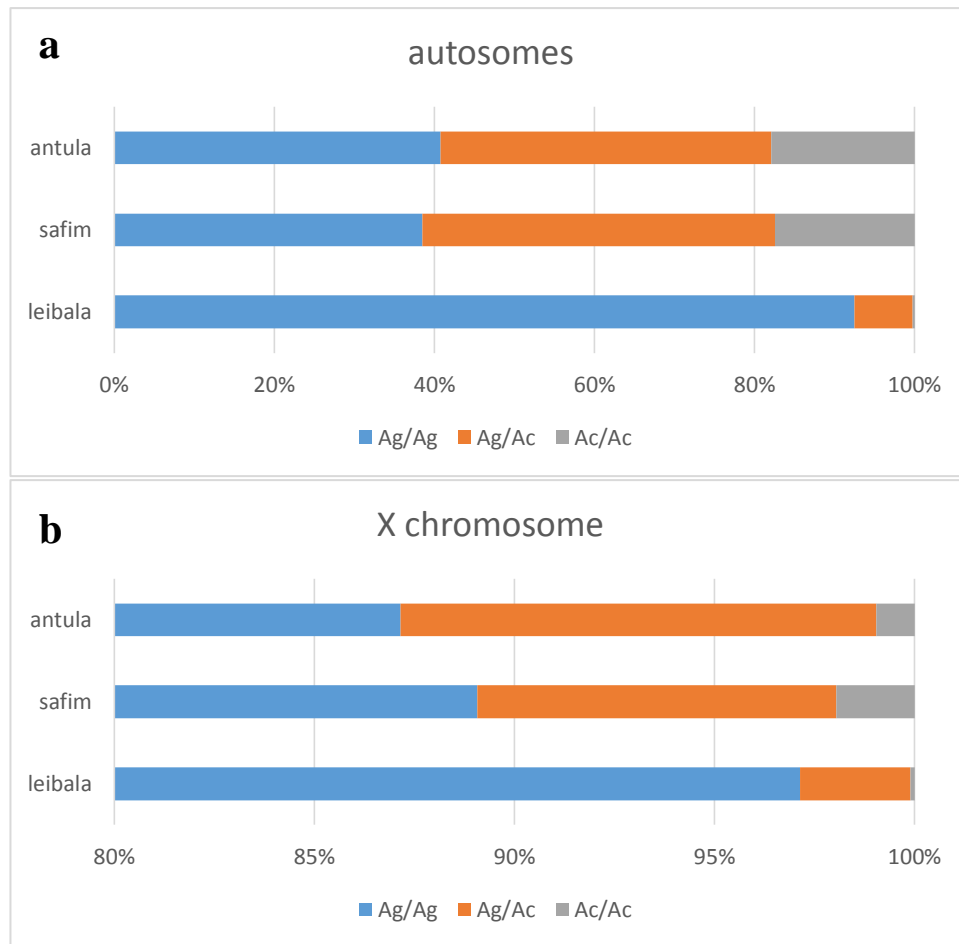 a
autosomes
antula
safim
leibala
0% 20% 40% 60% 80% 100%
Ag/Ag Ag/Ac Ac/Ac
b
X chromosome
antula
safim
leibala
80% 85% 90% 95% 100%
Ag/Ag Ag/Ac Ac/Ac